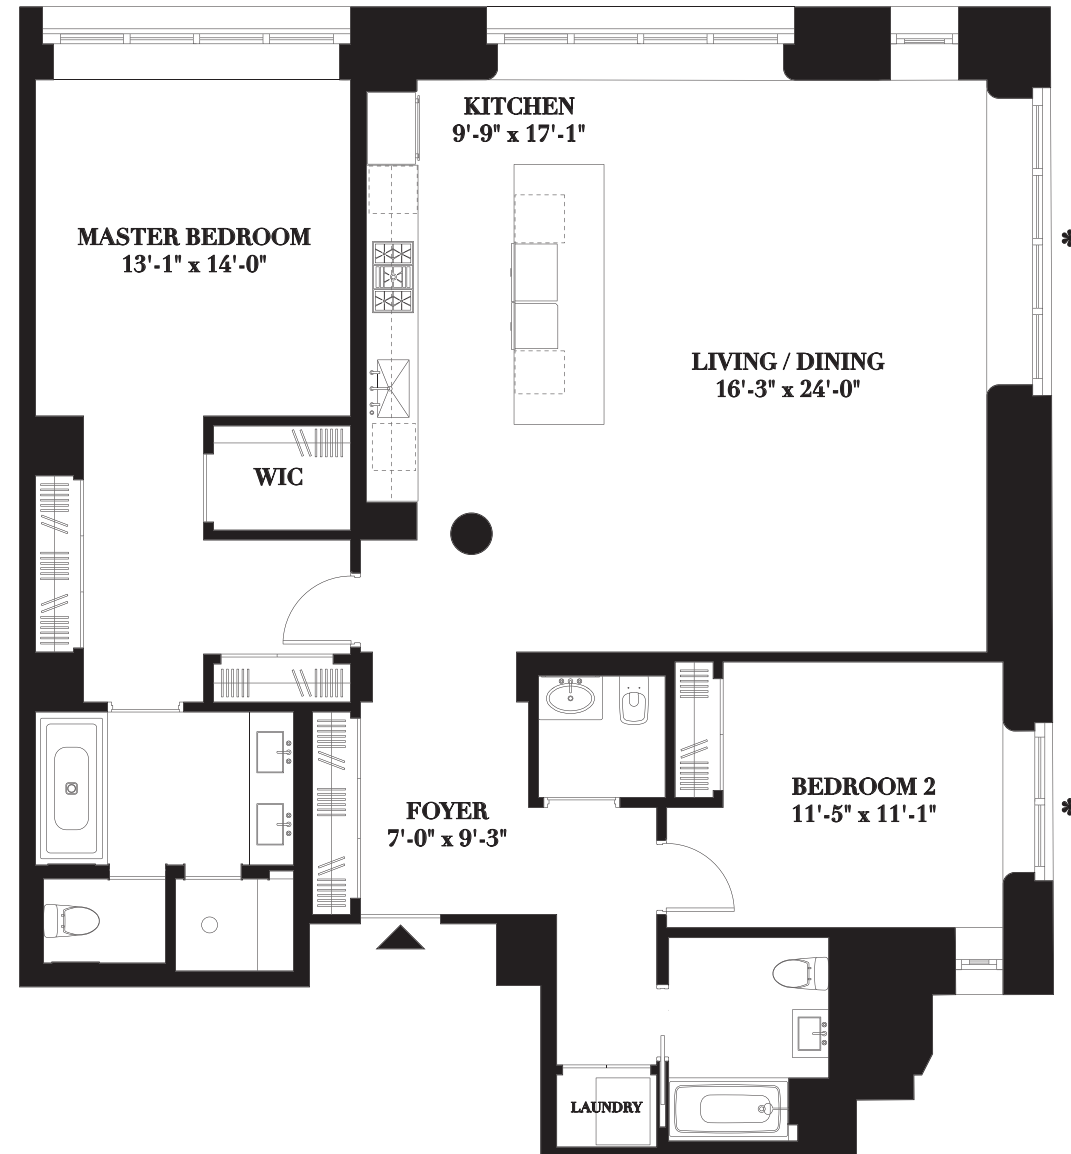 KITCHEN
9'-9" x 17'-1"
MASTER BEDROOM
13'-1" x 14'-0"
*
LIVING / DINING
16'-3" x 24'-0"
WIC
BEDROOM 2
11'-5" x 11'-1"
*
FOYER
7'-0" x 9'-3"
LAUNDRY